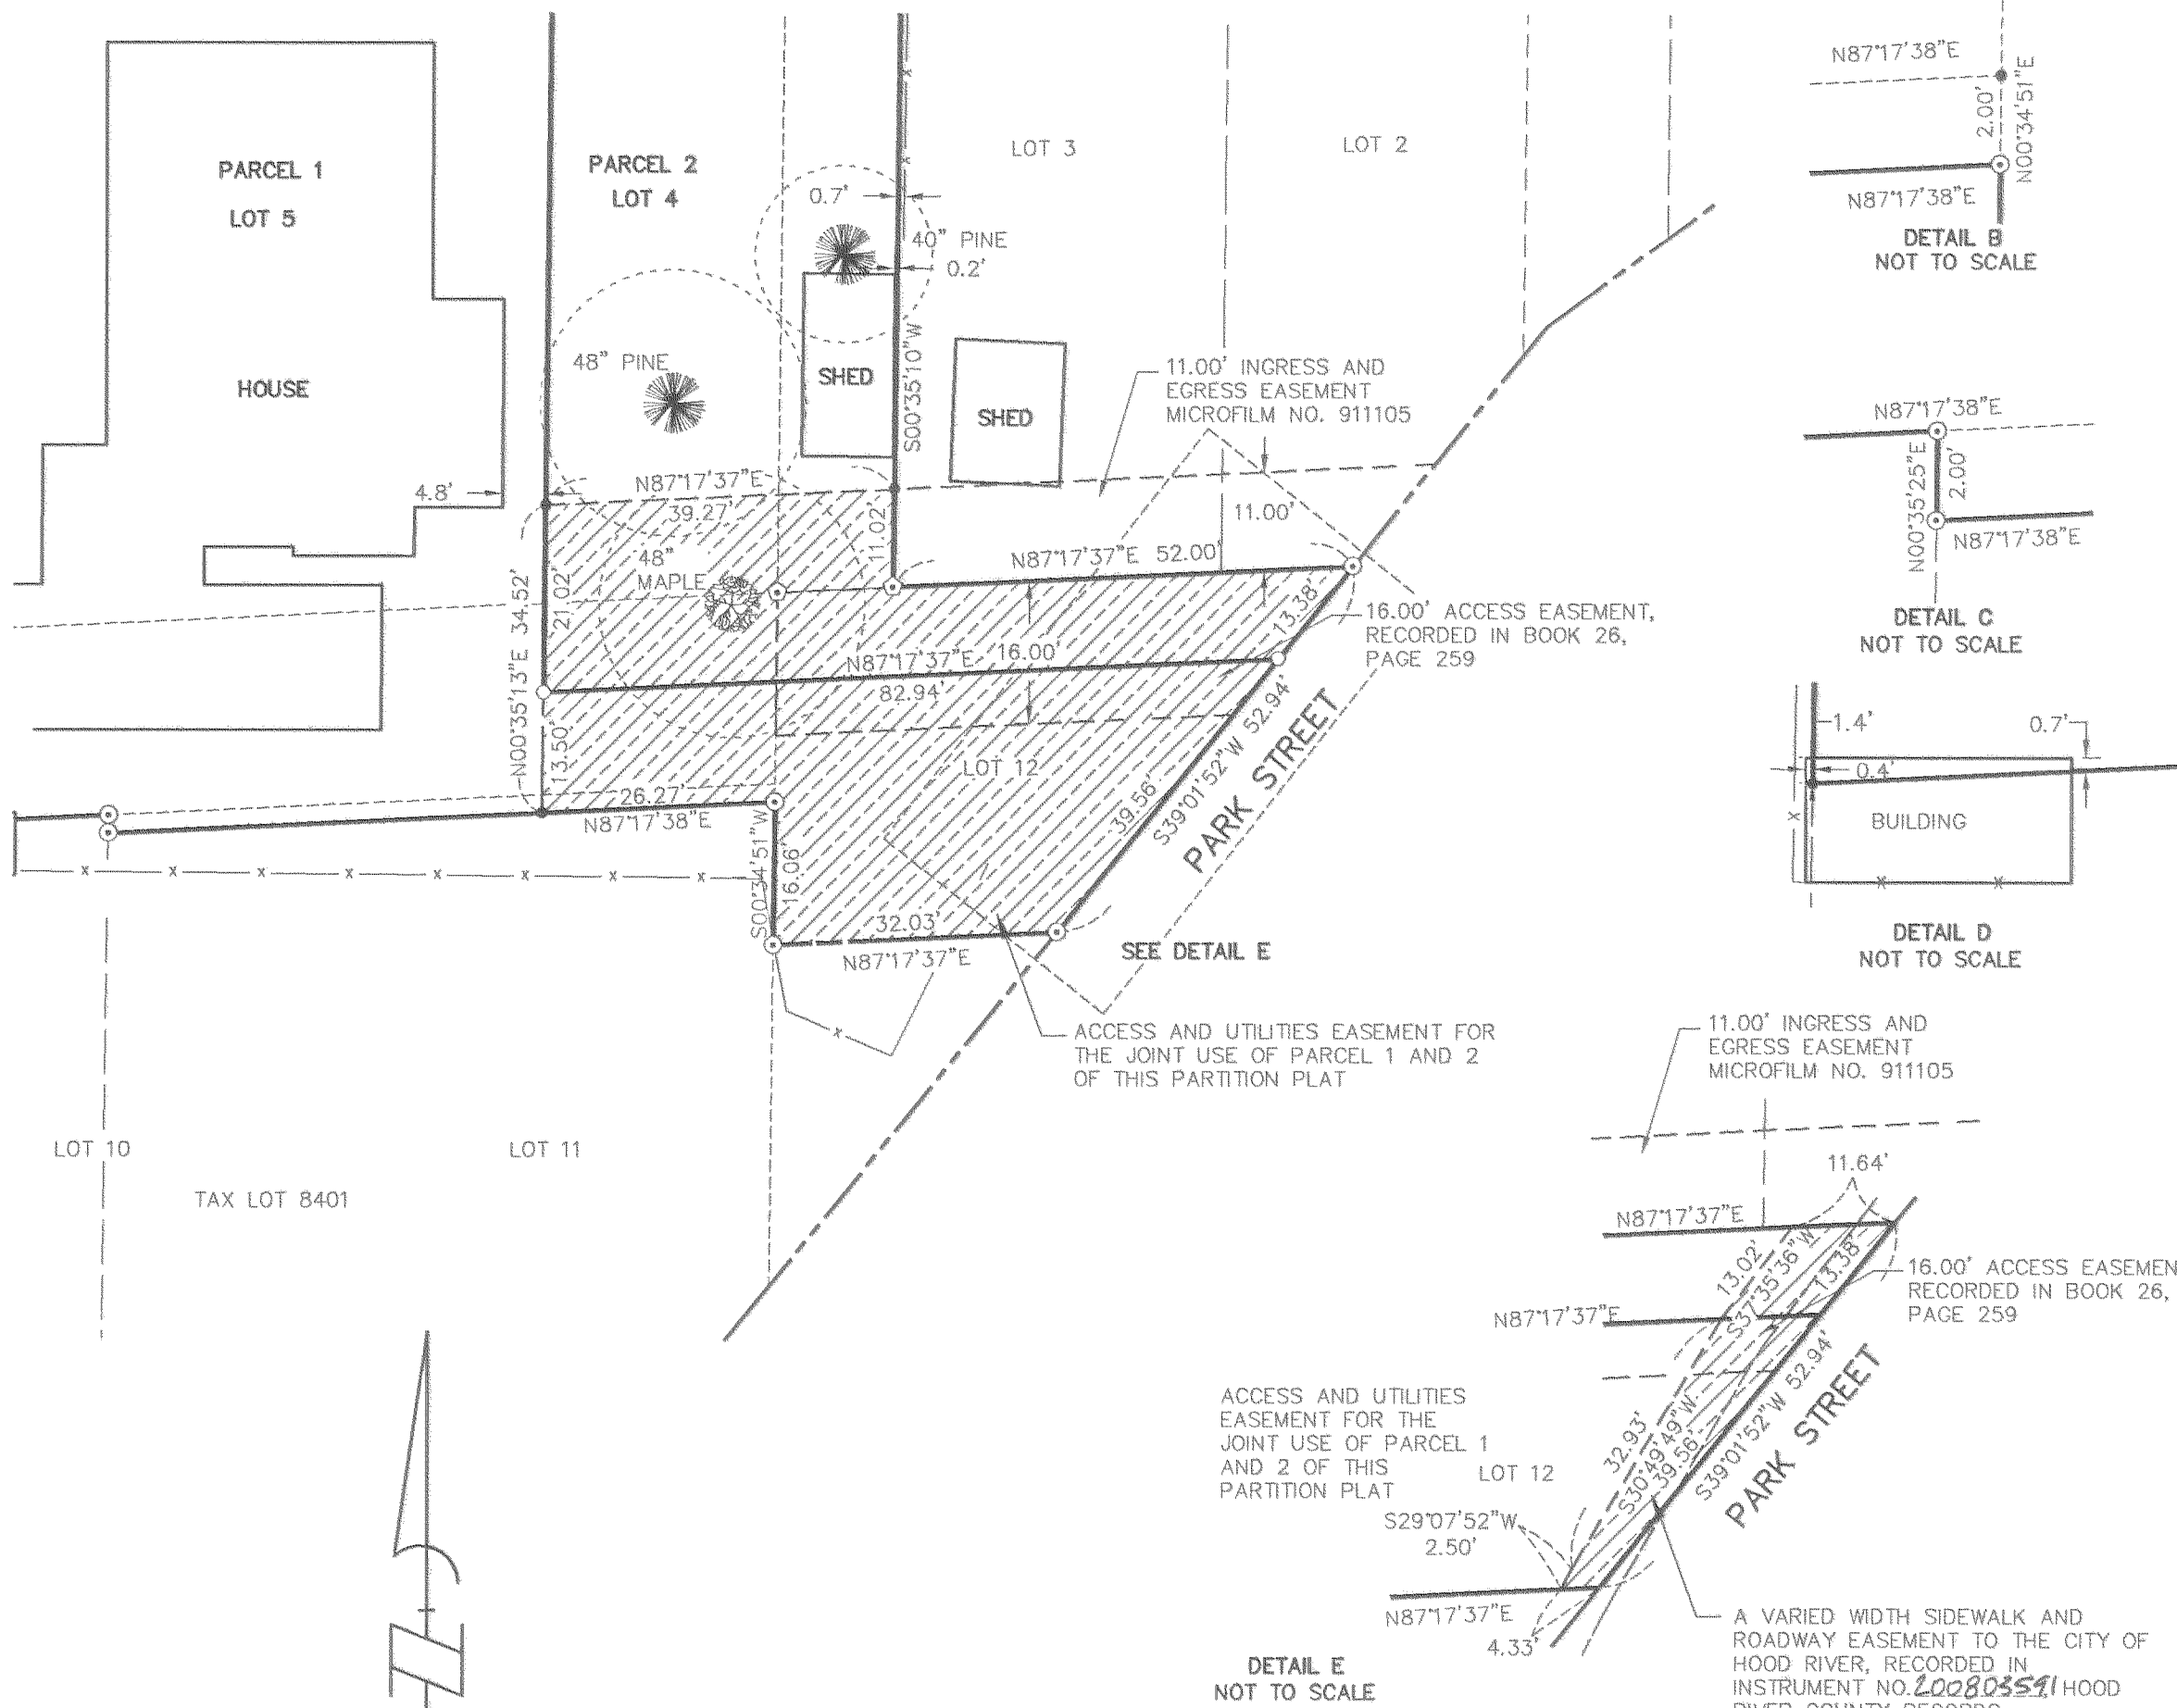 PARCEL 1
LOT 5
HOUSE
4.8'
PARCEL 2
LOT 4
0.7'
40" PINE
0.2'
48" PINE
SHED
S00°35'10"W
SHED
LOT 3
LOT 2
11.00' INGRESS AND
EGRESS EASEMENT
MICROFILM NO. 911105
N87°17'37"E
39.27'
11.02'
11.00'
48"
MAPLE
N87°17'37"E 52.00'
N00°35'13"E 34.52'
21.02'
13.38'
16.00' ACCESS EASEMENT,
RECORDED IN BOOK 26,
PAGE 259
N87°17'37"E 16.00'
82.94'
13.50'
LOT 12
26.27'
N87°17'38"E
S39°01'52"W 52.94'
39.56'
PARK STREET
S00°34'51"W
16.06'
32.03'
N87°17'37"E
SEE DETAIL E
ACCESS AND UTILITIES EASEMENT FOR
THE JOINT USE OF PARCEL 1 AND 2
OF THIS PARTITION PLAT
x x x x x x x x
x
x
x
LOT 10
LOT 11
TAX LOT 8401
N87°17'38"E
2.00'
N00°34'51"E
N87°17'38"E
DETAIL B
NOT TO SCALE
N87°17'38"E
N00°35'25"E
2.00'
N87°17'38"E
DETAIL C
NOT TO SCALE
1.4'
0.7'
0.4'
x
BUILDING
x x
DETAIL D
NOT TO SCALE
11.00' INGRESS AND
EGRESS EASEMENT
MICROFILM NO. 911105
11.64'
N87°17'37"E
13.02'
S37°35'36"W
13.38'
16.00' ACCESS EASEMEN
RECORDED IN BOOK 26,
PAGE 259
N87°17'37"E
ACCESS AND UTILITIES
EASEMENT FOR THE
JOINT USE OF PARCEL 1
AND 2 OF THIS
PARTITION PLAT
LOT 12
32.93'
S30°49'49"W
39.56'
S39°01'52"W 52.94'
PARK STREET
S29°07'52"W
2.50'
N87°17'37"E
4.33'
A VARIED WIDTH SIDEWALK AND
ROADWAY EASEMENT TO THE CITY OF
HOOD RIVER, RECORDED IN
INSTRUMENT NO. 200803591 HOOD
RIVER COUNTY RECORDS
DETAIL E
NOT TO SCALE